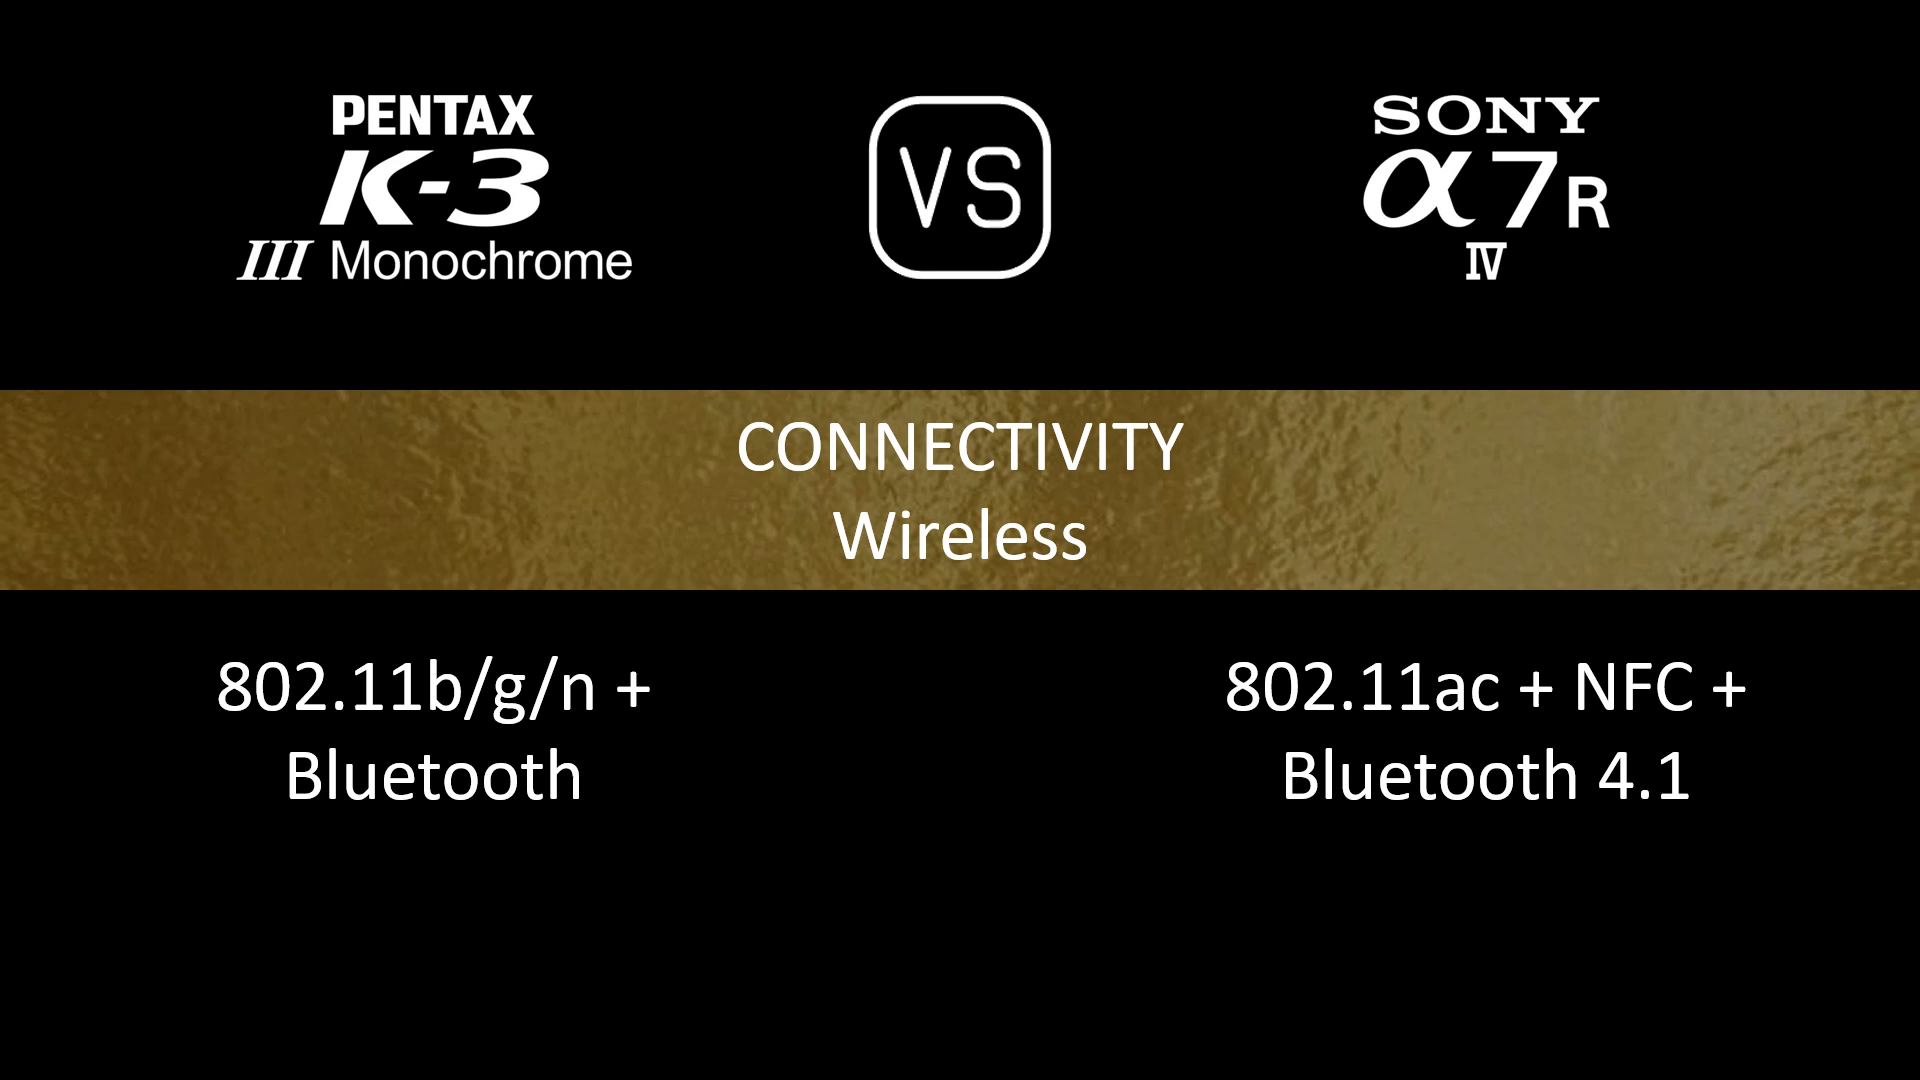 PENTAX
K-3
III Monochrome
VS
SONY
α7R
IV
CONNECTIVITY
Wireless
802.11b/g/n +
Bluetooth
802.11ac + NFC +
Bluetooth 4.1